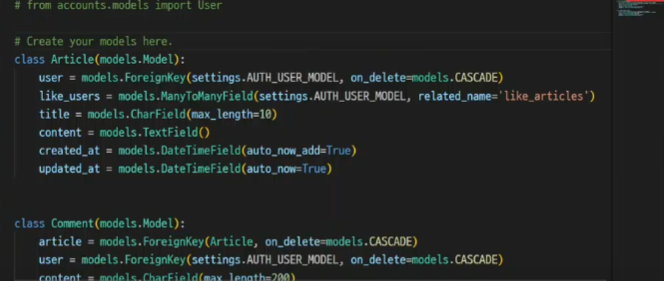 # from accounts.models import User
# Create your models here.
class Article(models.Model):
    user = models.ForeignKey(settings.AUTH_USER_MODEL, on_delete=models.CASCADE)
    like_users = models.ManyToManyField(settings.AUTH_USER_MODEL, related_name='like_articles')
    title = models.CharField(max_length=10)
    content = models.TextField()
    created_at = models.DateTimeField(auto_now_add=True)
    updated_at = models.DateTimeField(auto_now=True)
class Comment(models.Model):
    article = models.ForeignKey(Article, on_delete=models.CASCADE)
    user = models.ForeignKey(settings.AUTH_USER_MODEL, on_delete=models.CASCADE)
    content = models.CharField(max_length=200)